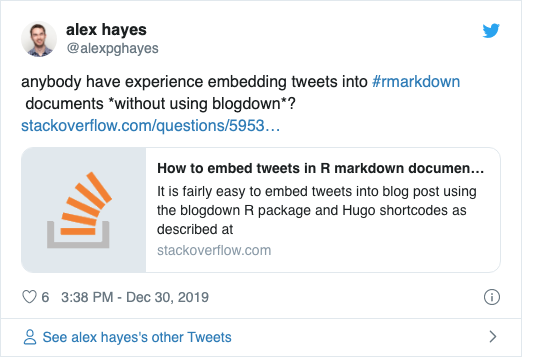 alex hayes
@alexpghayes
anybody have experience embedding tweets into #rmarkdown
documents *without using blogdown*?
stackoverflow.com/questions/5953…
How to embed tweets in R markdown documen…
It is fairly easy to embed tweets into blog post using
the blogdown R package and Hugo shortcodes as
described at
stackoverflow.com
6 3:38 PM - Dec 30, 2019
See alex hayes's other Tweets